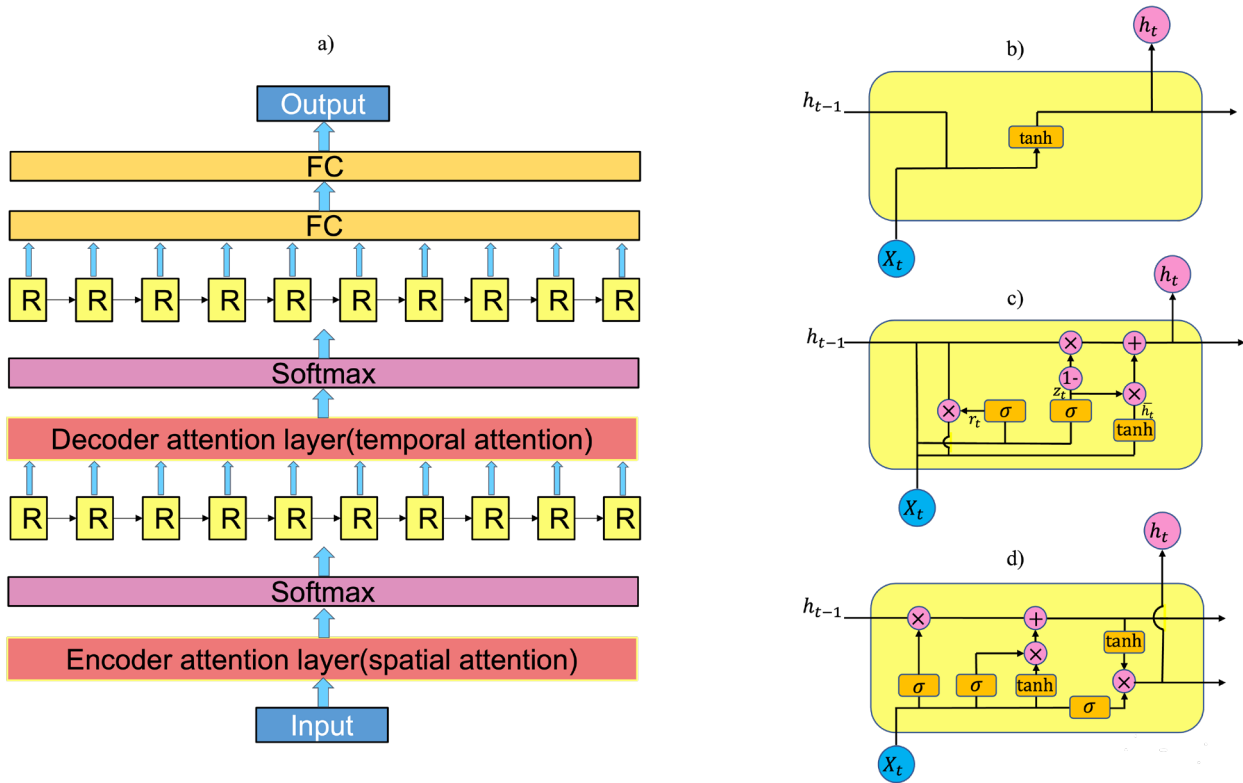 a)
Output
FC
FC
R R R R R R R R R R
Softmax
Decoder attention layer(temporal attention)
R R R R R R R R R R
Softmax
Encoder attention layer(spatial attention)
Input
b)
h_t
h_{t-1}
tanh
X_t
c)
h_t
h_{t-1}
× +
1-
z_t ×
× r_t σ σ h̅_t
tanh
X_t
d)
h_t
h_{t-1}
× +
tanh
×
σ σ tanh ×
σ
X_t